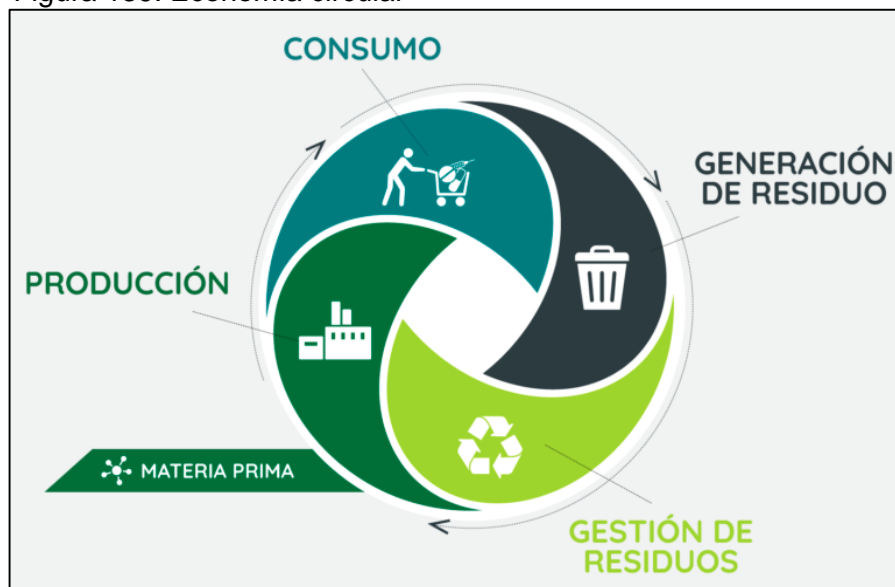 CONSUMO
GENERACIÓN
DE RESIDUO
PRODUCCIÓN
MATERIA PRIMA
GESTIÓN DE
RESIDUOS